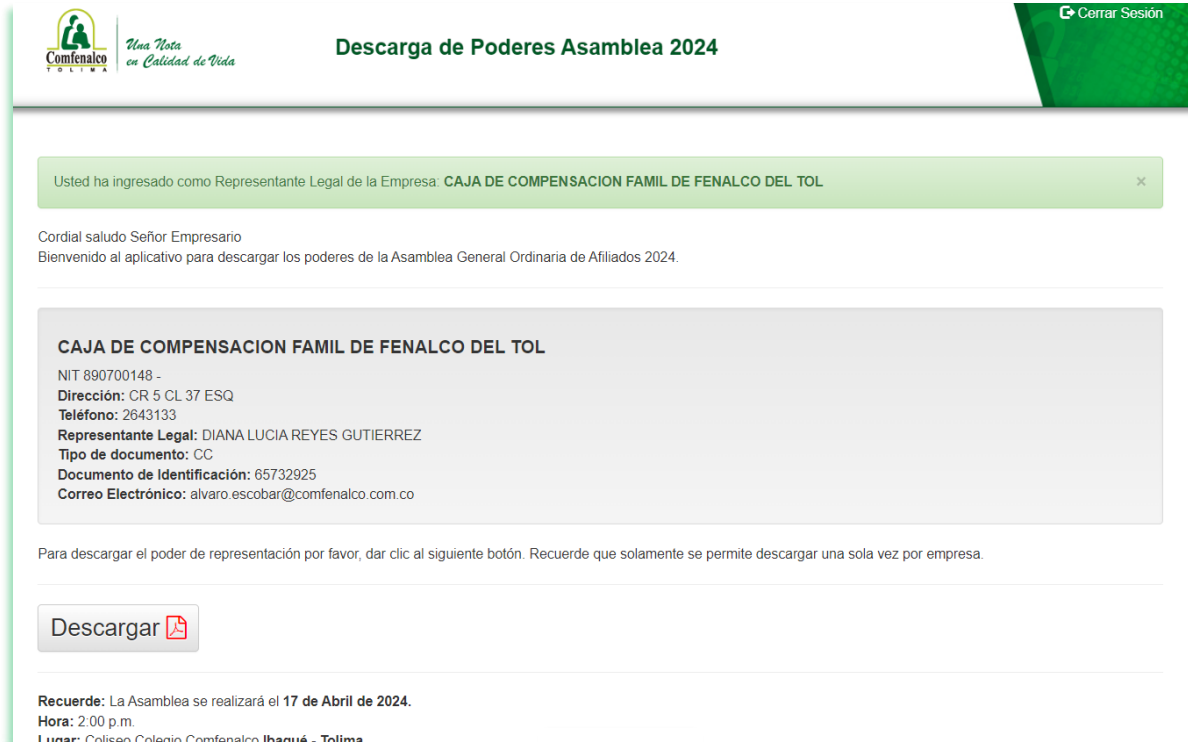 Cerrar Sesión
Comfenalco
TOLIMA
Una Nota
en Calidad de Vida
Descarga de Poderes Asamblea 2024
Usted ha ingresado como Representante Legal de la Empresa: CAJA DE COMPENSACION FAMIL DE FENALCO DEL TOL ×
Cordial saludo Señor Empresario
Bienvenido al aplicativo para descargar los poderes de la Asamblea General Ordinaria de Afiliados 2024.
CAJA DE COMPENSACION FAMIL DE FENALCO DEL TOL
NIT 890700148 -
Dirección: CR 5 CL 37 ESQ
Teléfono: 2643133
Representante Legal: DIANA LUCIA REYES GUTIERREZ
Tipo de documento: CC
Documento de Identificación: 65732925
Correo Electrónico: alvaro.escobar@comfenalco.com.co
Para descargar el poder de representación por favor, dar clic al siguiente botón. Recuerde que solamente se permite descargar una sola vez por empresa.
Descargar
Recuerde: La Asamblea se realizará el 17 de Abril de 2024.
Hora: 2:00 p.m.
Lugar: Coliseo Colegio Comfenalco Ibagué - Tolima